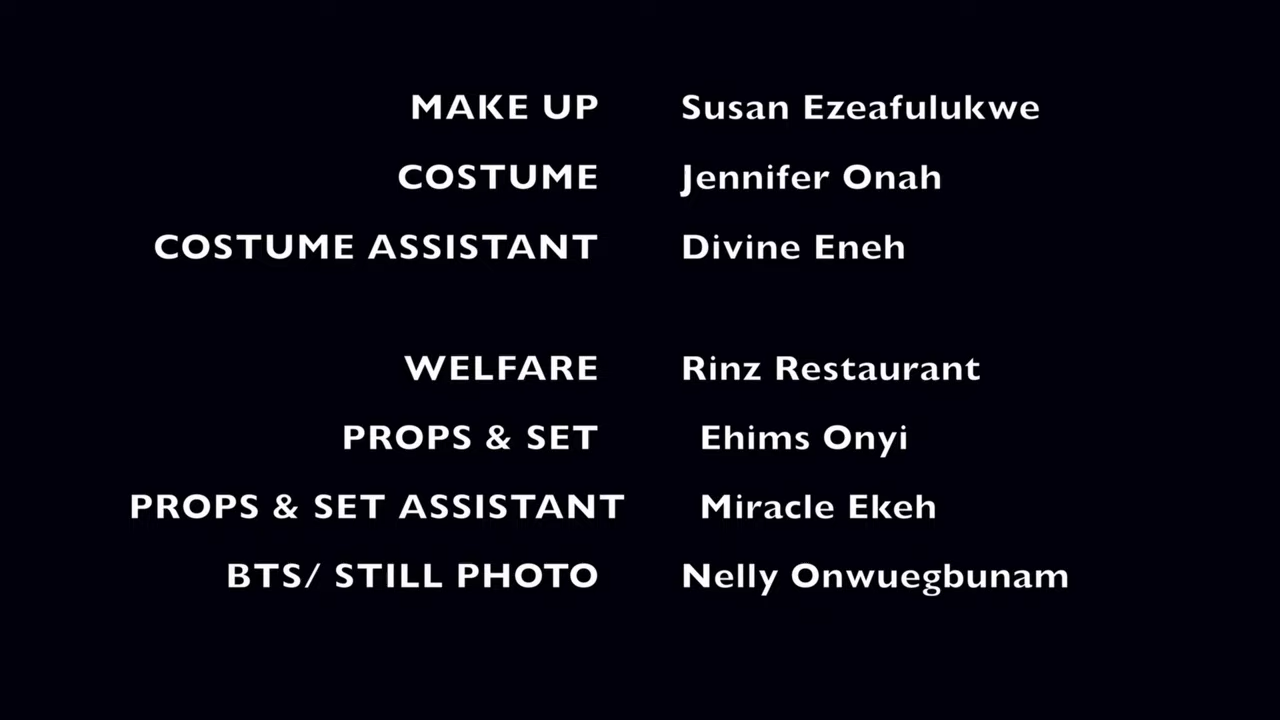 MAKE UP Susan Ezeafulukwe
COSTUME Jennifer Onah
COSTUME ASSISTANT Divine Eneh
WELFARE Rinz Restaurant
PROPS & SET Ehims Onyi
PROPS & SET ASSISTANT Miracle Ekeh
BTS/ STILL PHOTO Nelly Onwuegbunam